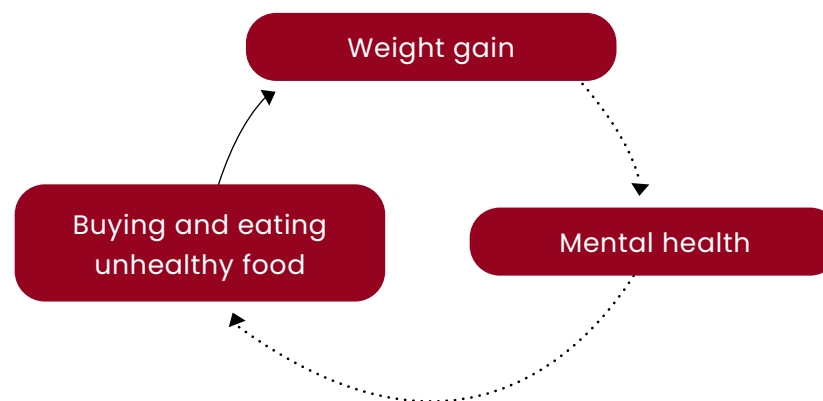 Weight gain
Buying and eating
unhealthy food
Mental health